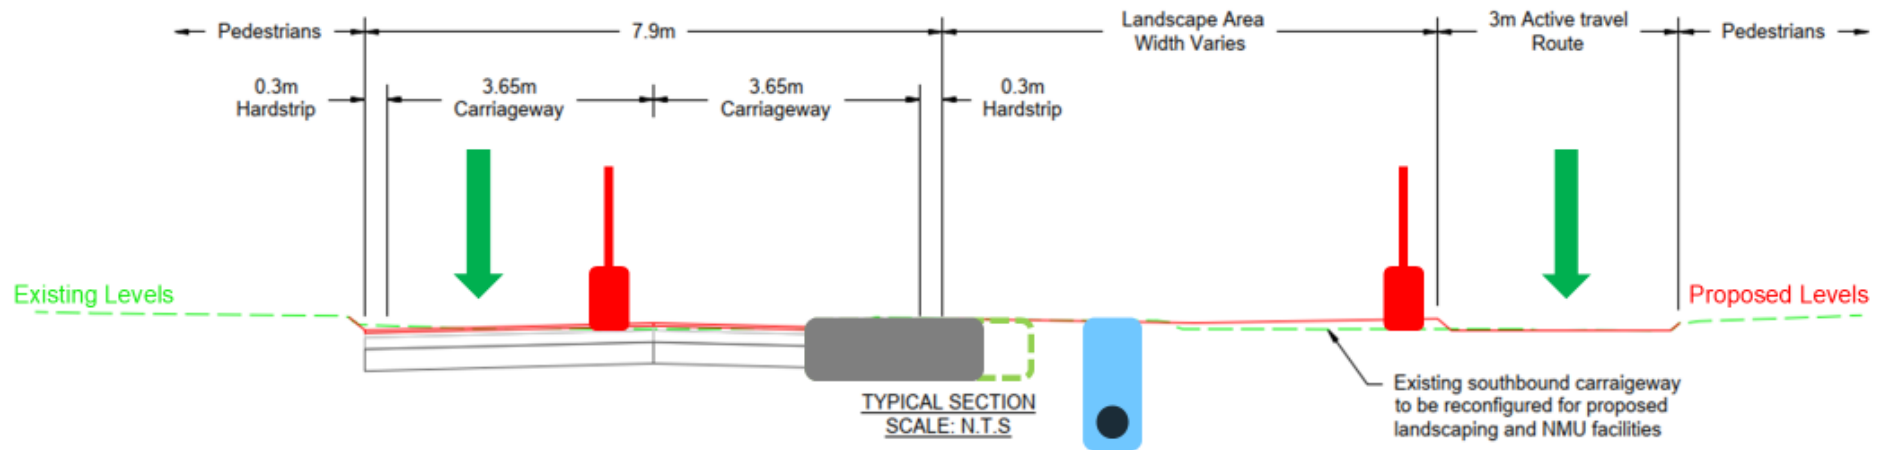 Pedestrians
7.9m
Landscape Area
Width Varies
3m Active travel
Route
Pedestrians
0.3m
Hardstrip
3.65m
Carriageway
3.65m
Carriageway
0.3m
Hardstrip
Existing Levels
Proposed Levels
Existing southbound carraigeway
to be reconfigured for proposed
landscaping and NMU facilities
TYPICAL SECTION
SCALE: N.T.S